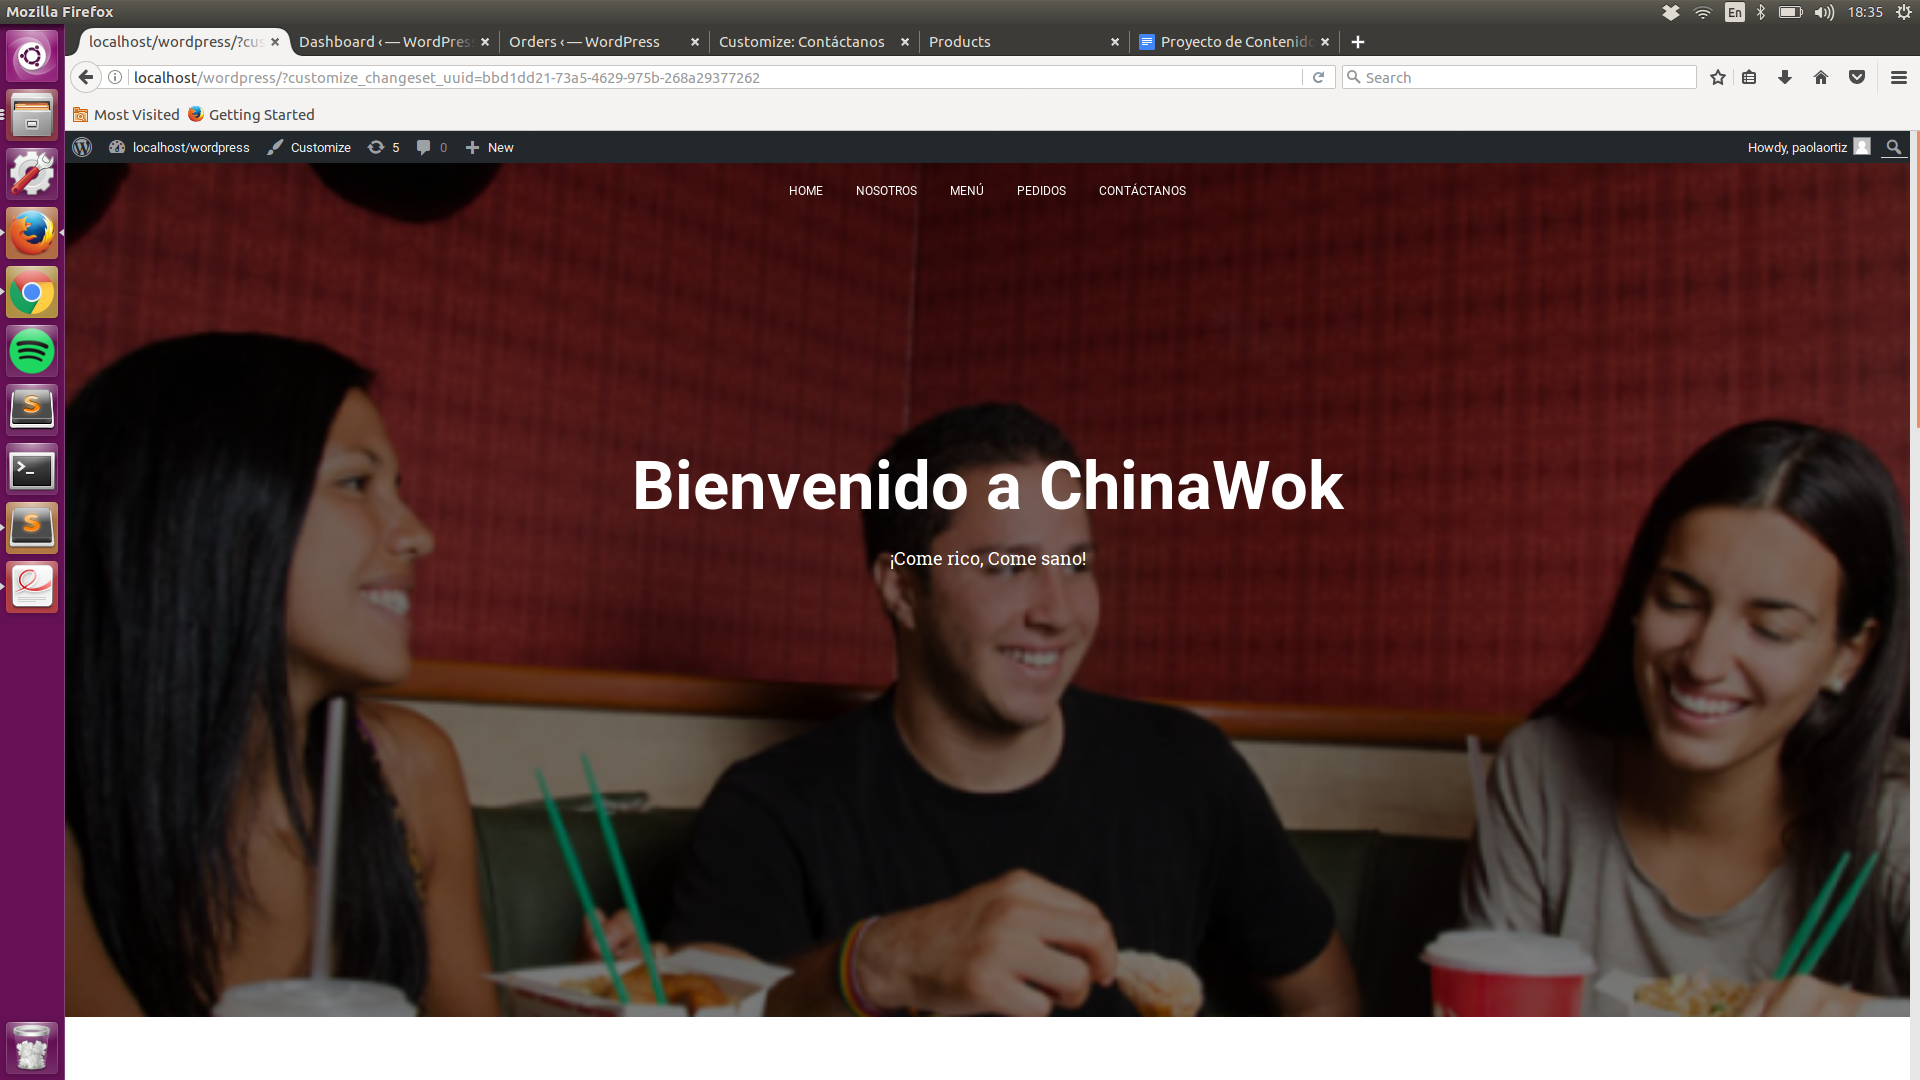 Mozilla Firefox
En
18:35
localhost/wordpress/?cus
Dashboard ‹ — WordPres
Orders ‹ — WordPress
Customize: Contáctanos
Products
Proyecto de Contenido
localhost/wordpress/?customize_changeset_uuid=bbd1dd21-73a5-4629-975b-268a29377262
Search
Most Visited
Getting Started
localhost/wordpress
Customize
5
0
New
Howdy, paolaortiz
HOME
NOSOTROS
MENÚ
PEDIDOS
CONTÁCTANOS
Bienvenido a ChinaWok
¡Come rico, Come sano!